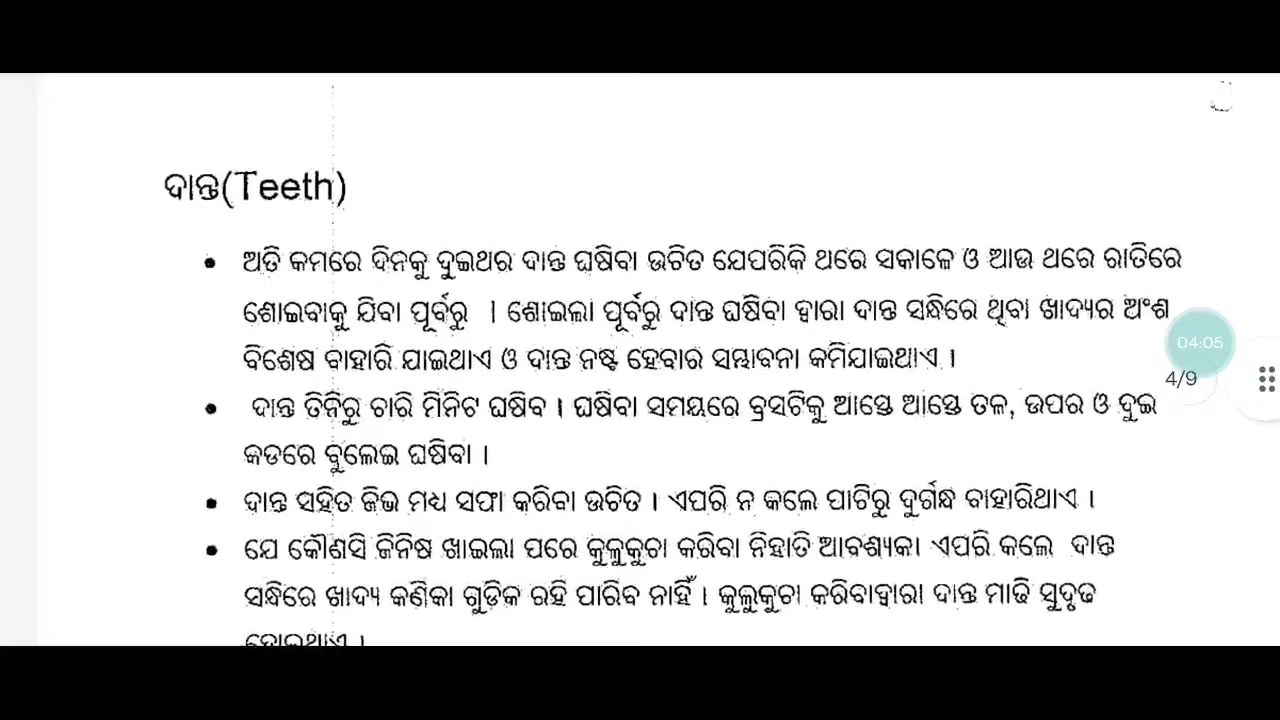 ଦାନ୍ତ(Teeth)
• ଅତି କମରେ ଦିନକୁ ଦୁଇଥର ଦାନ୍ତ ଘଷିବା ଉଚିତ ଯେପରିକି ଥରେ ସକାଳେ ଓ ଆଉ ଥରେ ରାତିରେ
ଶୋଇବାକୁ ଯିବା ପୂର୍ବରୁ । ଶୋଇଲା ପୂର୍ବରୁ ଦାନ୍ତ ଘଷିବା ଦ୍ୱାରା ଦାନ୍ତ ସନ୍ଧିରେ ଥିବା ଖାଦ୍ୟର ଅଂଶ
04:05
ବିଶେଷ ବାହାରି ଯାଇଥାଏ ଓ ଦାନ୍ତ ନଷ୍ଟ ହେବାର ସମ୍ଭାବନା କମିଯାଇଥାଏ ।
4/9
• ଦାନ୍ତ ତିନିରୁ ଚାରି ମିନିଟ ଘଷିବ । ଘଷିବା ସମୟରେ ବ୍ରସଟିକୁ ଆସ୍ତେ ଆସ୍ତେ ତଳ, ଉପର ଓ ଦୁଇ
କଡରେ ବୁଲେଇ ଘଷିବା ।
• ଦାନ୍ତ ସହିତ ଜିଭ ମଧ୍ୟ ସଫା କରିବା ଉଚିତ । ଏପରି ନ କଲେ ପାଟିରୁ ଦୁର୍ଗନ୍ଧ ବାହାରିଥାଏ ।
• ଯେ କୌଣସି ଜିନିଷ ଖାଇଲା ପରେ କୁଳୁକୁଚା କରିବା ନିହାତି ଆବଶ୍ୟକ। ଏପରି କଲେ ଦାନ୍ତ
ସନ୍ଧିରେ ଖାଦ୍ୟ କଣିକା ଗୁଡିକ ରହି ପାରିବ ନାହିଁ । କୁଲୁକୁଚା କରିବାଦ୍ୱାରା ଦାନ୍ତ ମାଢି ସୁଦୃଢ
ହୋଇଥାଏ ।